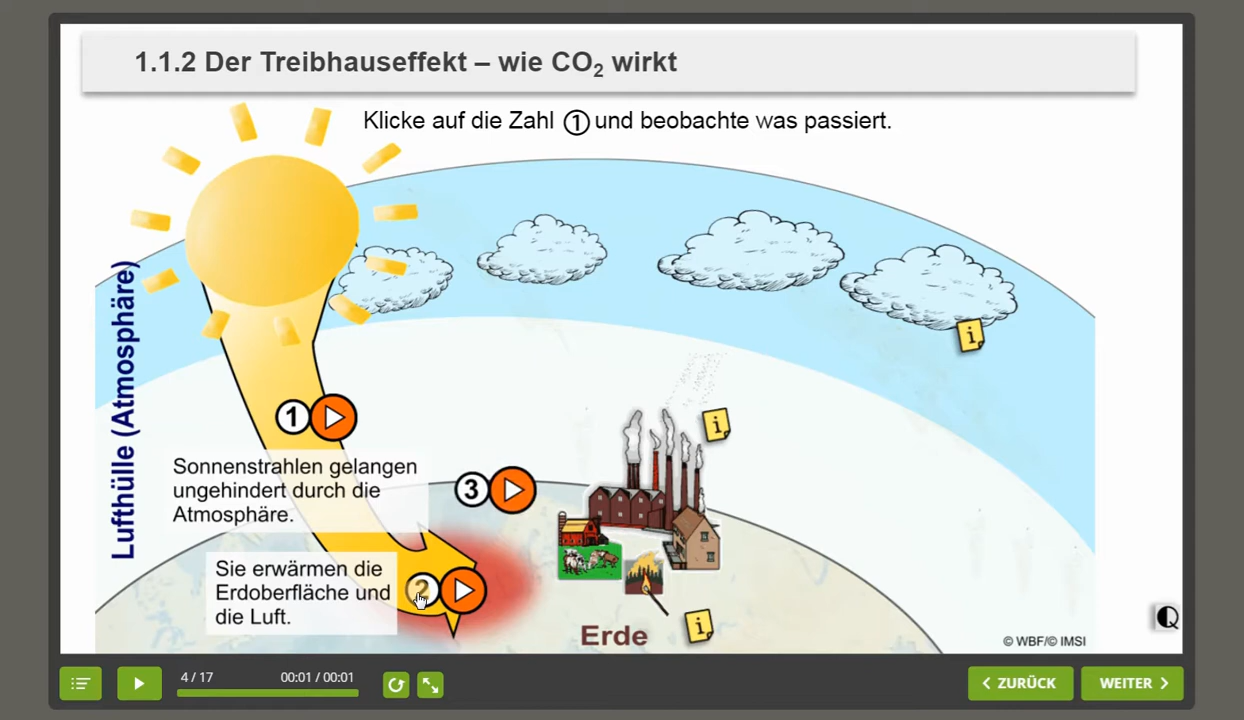 1.1.2 Der Treibhauseffekt – wie CO₂ wirkt
Klicke auf die Zahl ① und beobachte was passiert.
Lufthülle (Atmosphäre)
1
Sonnenstrahlen gelangen
ungehindert durch die
Atmosphäre.
3
Sie erwärmen die
Erdoberfläche und
die Luft.
2
i
i
i
Erde
© WBF/© IMSI
Q
4 / 17
00:01 / 00:01
ZURÜCK
WEITER